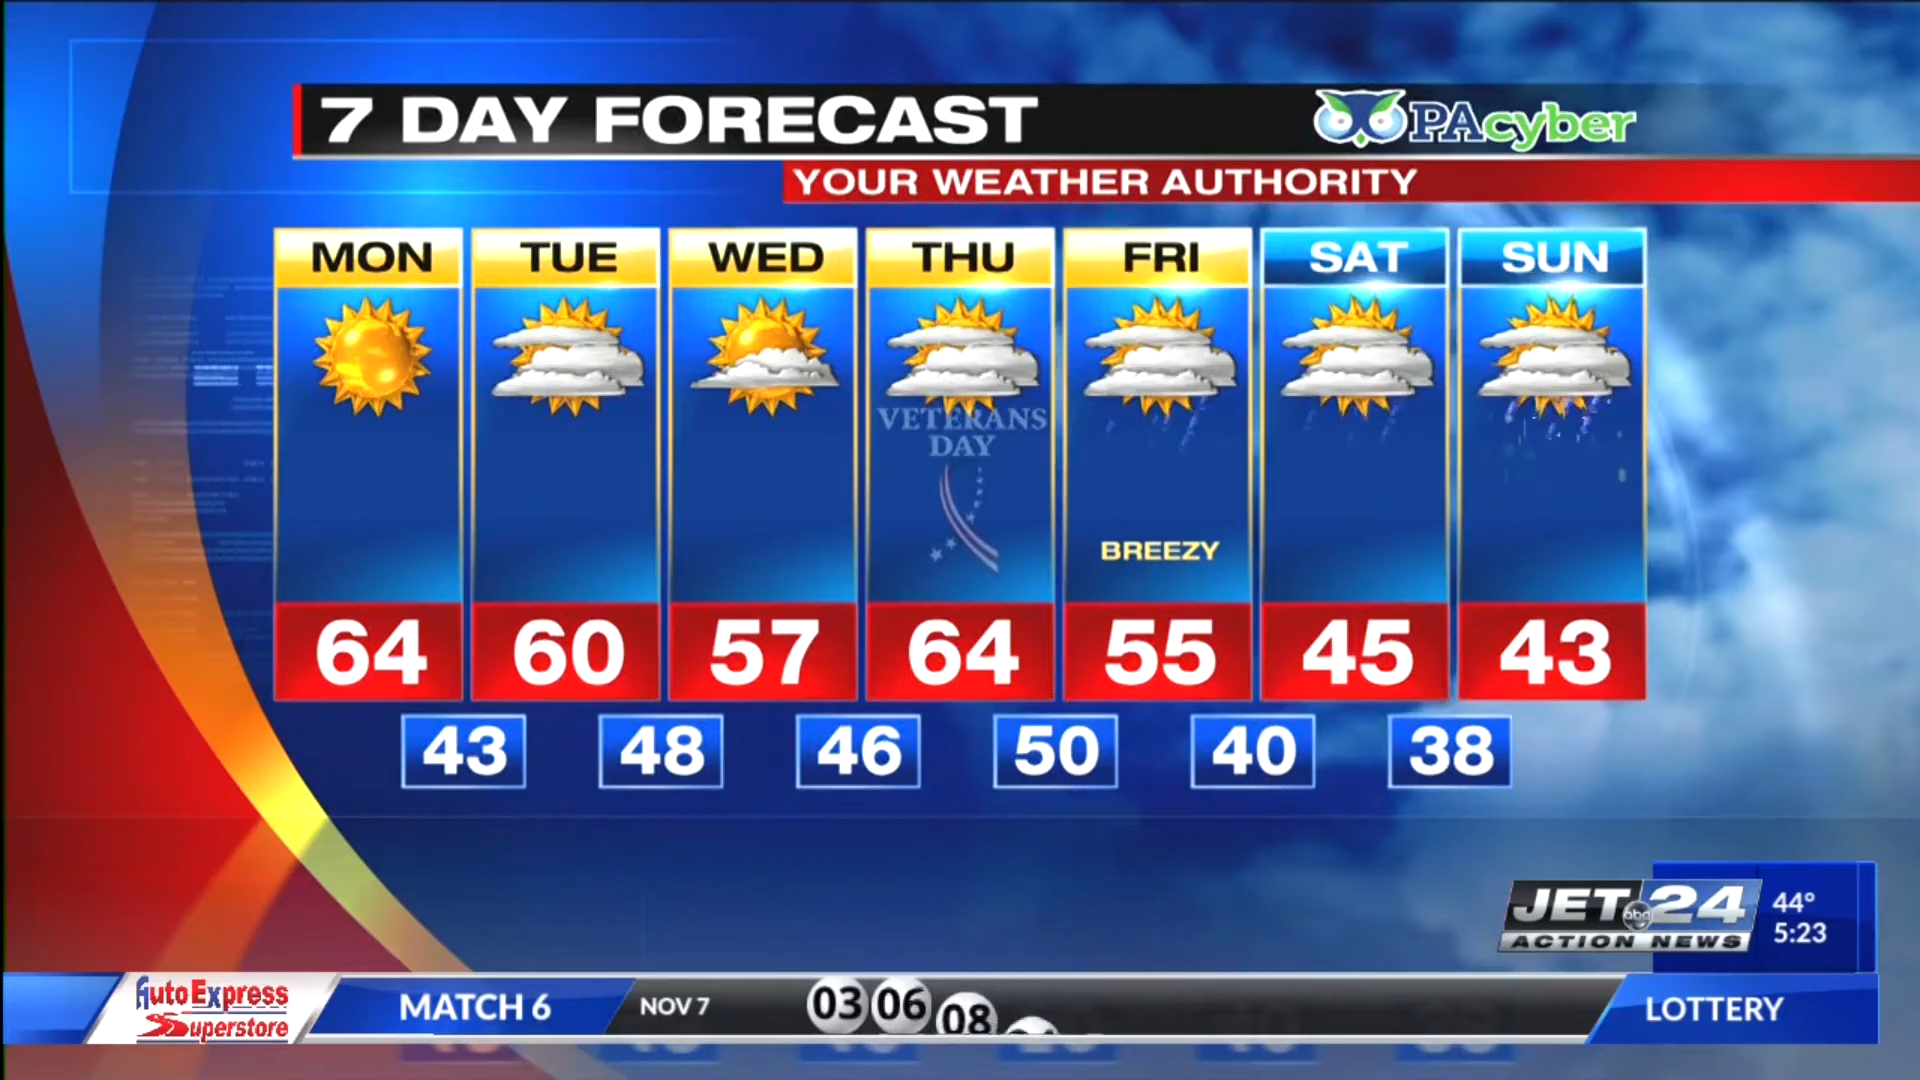 7 DAY FORECAST
PAcyber
YOUR WEATHER AUTHORITY
MON TUE WED THU FRI SAT SUN
VETERANS
DAY
BREEZY
64 60 57 64 55 45 43
43 48 46 50 40 38
JET 24
abc
ACTION NEWS
44°
5:23
AutoExpress
Superstore
MATCH 6
NOV 7
03 06 08
LOTTERY